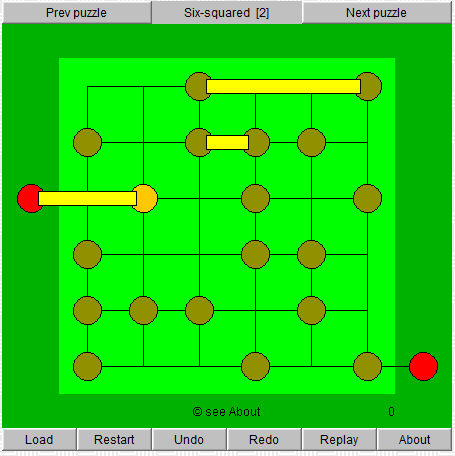 Prev puzzle
Six-squared [2]
Next puzzle
© see About
0
Load
Restart
Undo
Redo
Replay
About